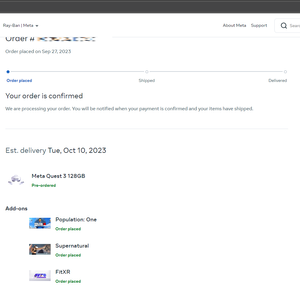 Ray-Ban | Meta
About Meta
Support
Search
Order #
Order placed on Sep 27, 2023
Order placed
Shipped
Delivered
Your order is confirmed
We are processing your order. You will be notified when your payment is confirmed and your items have shipped.
Est. delivery Tue, Oct 10, 2023
Meta Quest 3 128GB
Pre-ordered
Add-ons
Population: One
Order placed
Supernatural
Order placed
FitXR
Order placed